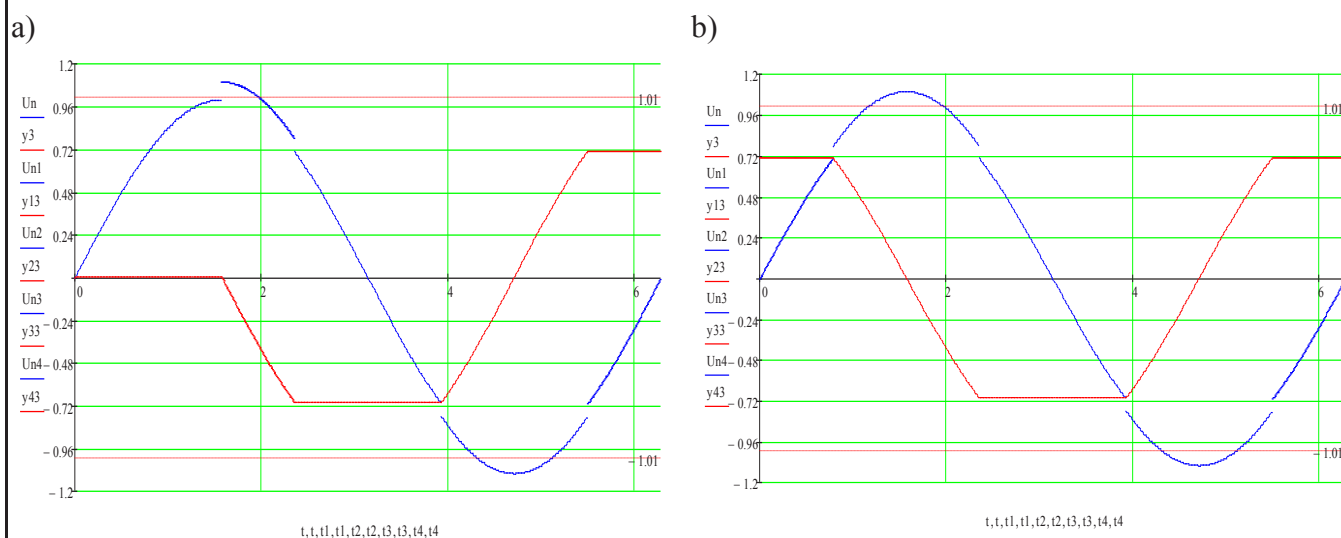 a)
1.2
0.96
0.72
0.48
0.24
− 0.24
− 0.48
− 0.72
− 0.96
− 1.2
Un
y3
Un1
y13
Un2
y23
Un3
y33
Un4
y43
1.01
− 1.01
0 2 4 6
t, t, t1, t1, t2, t2, t3, t3, t4, t4
b)
1.2
0.96
0.72
0.48
0.24
− 0.24
− 0.48
− 0.72
− 0.96
− 1.2
Un
y3
Un1
y13
Un2
y23
Un3
y33
Un4
y43
1.01
− 1.01
0 2 4 6
t, t, t1, t1, t2, t2, t3, t3, t4, t4